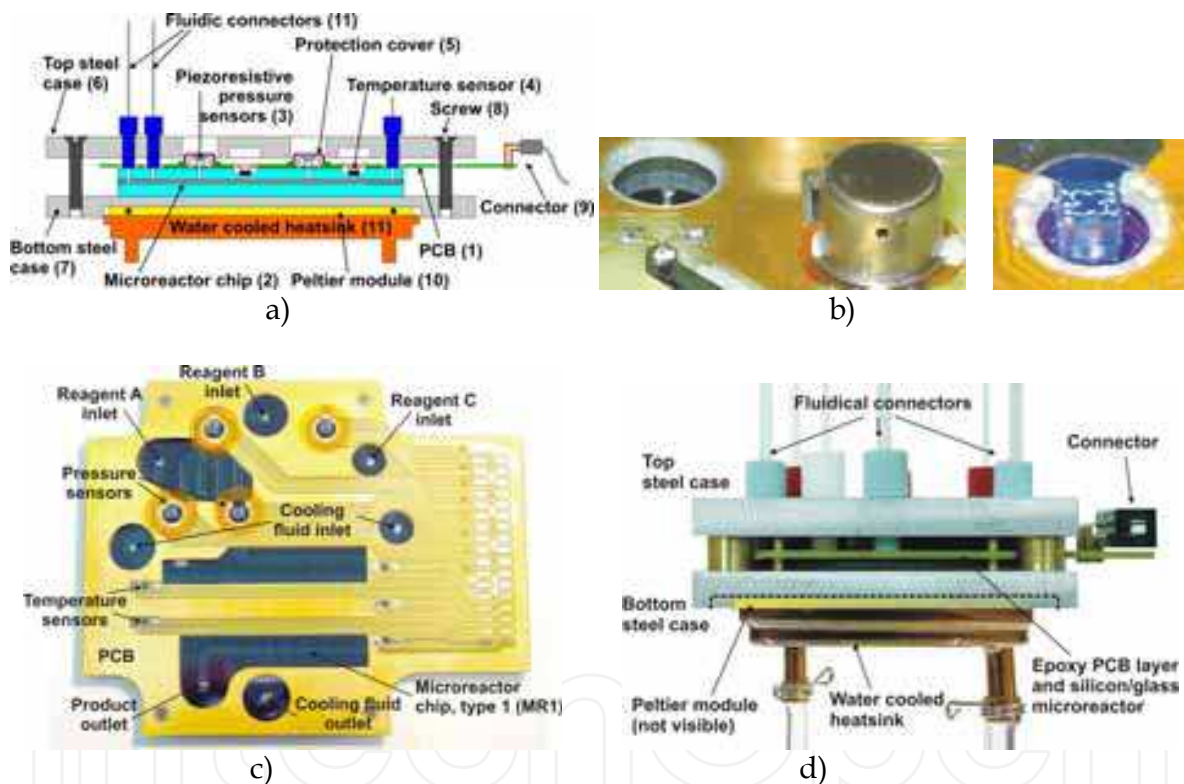 Fluidic connectors (11)
Protection cover (5)
Top steel
case (6)
Piezoresistive
pressure
sensors (3)
Temperature sensor (4)
Screw (8)
Connector (9)
Water cooled heatsink (11)
Bottom steel
case (7)
PCB (1)
Microreactor chip (2)
Peltier module (10)
a)
b)
Reagent B
inlet
Reagent A
inlet
Reagent C
inlet
Pressure
sensors
Cooling
fluid inlet
Temperature
sensors
PCB
Product
outlet
Cooling fluid
outlet
Microreactor
chip, type 1 (MR1)
c)
Fluidical connectors
Connector
Top
steel case
Bottom
steel case
Peltier module
(not visible)
Water cooled
heatsink
Epoxy PCB layer
and silicon/glass
microreactor
d)